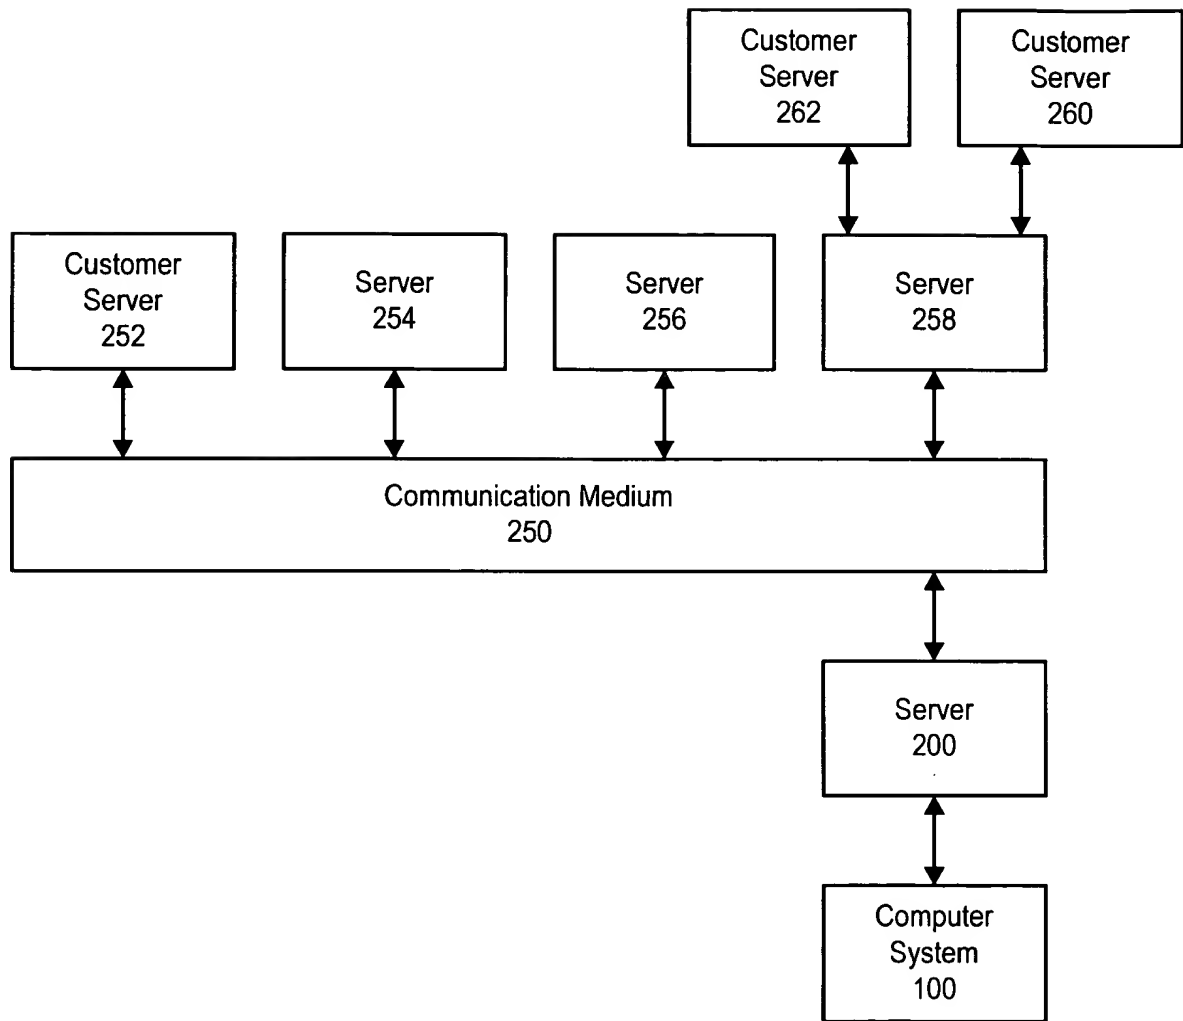 Customer
Server
262
Customer
Server
260
Customer
Server
252
Server
254
Server
256
Server
258
Communication Medium
250
Server
200
Computer
System
100